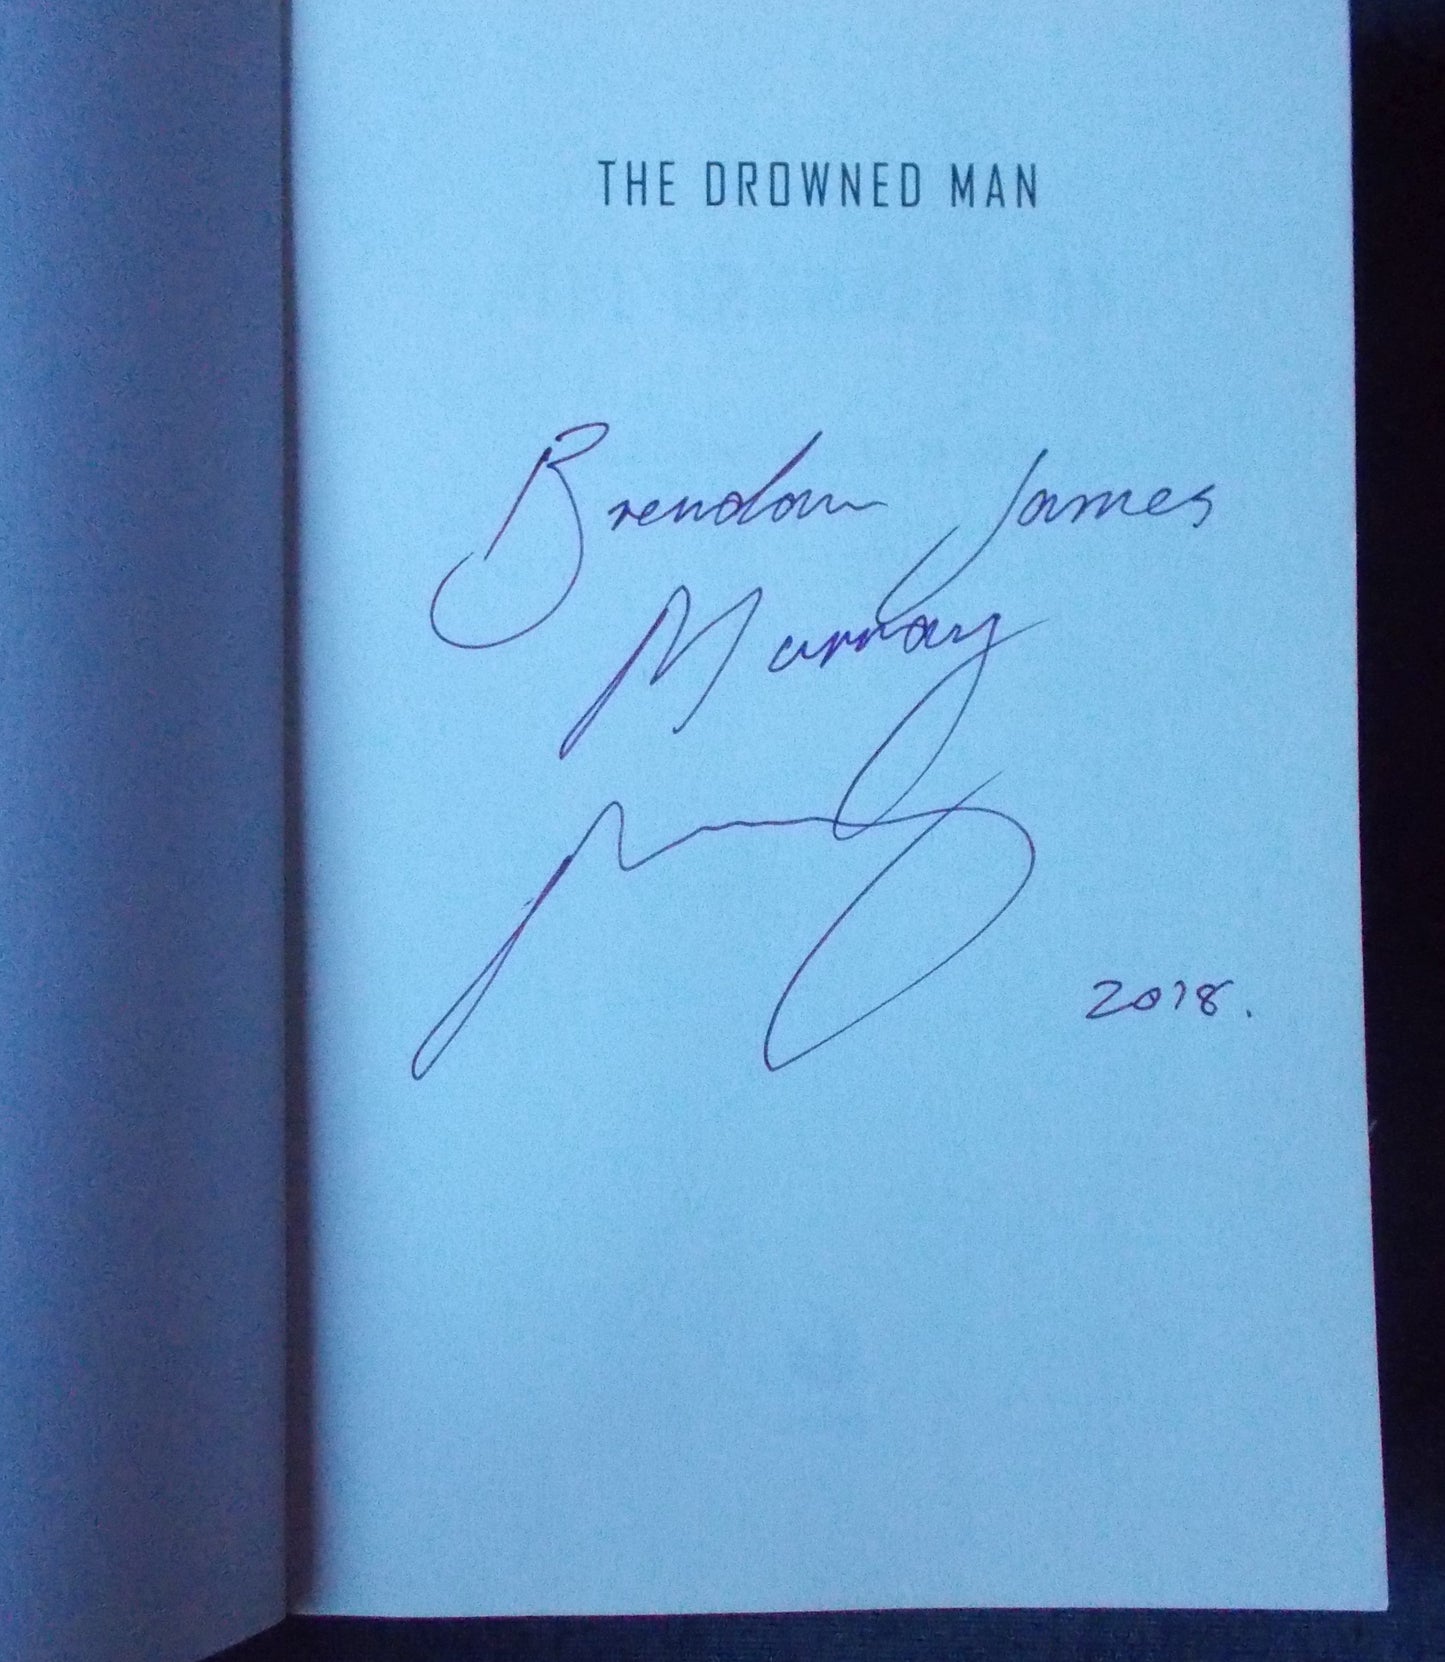 THE DROWNED MAN
Brendan James
Murray
2018.